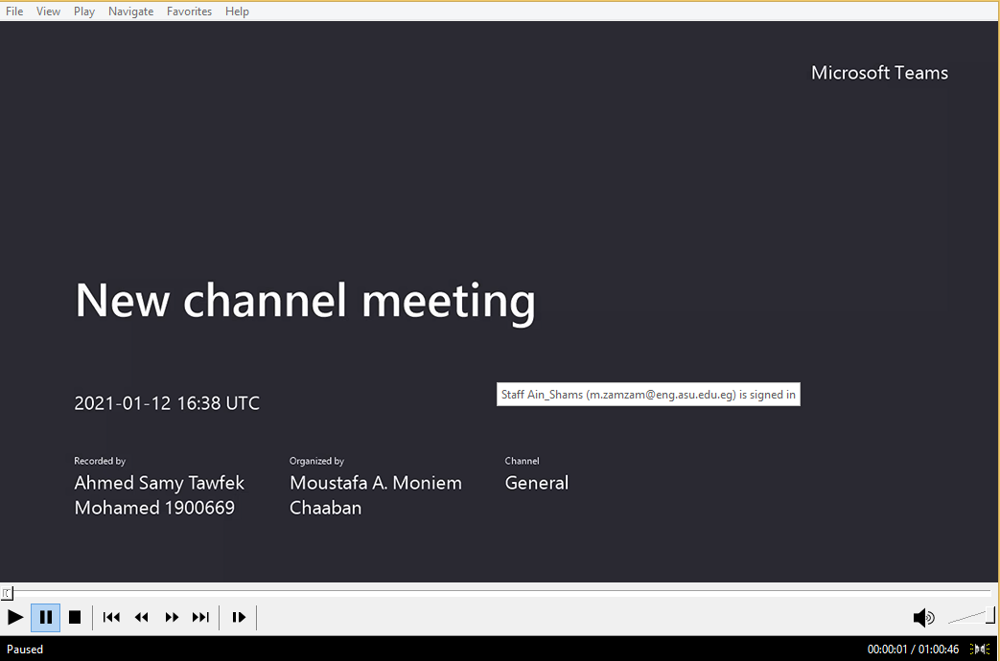 File View Play Navigate Favorites Help
Microsoft Teams
New channel meeting
Staff Ain_Shams (m.zamzam@eng.asu.edu.eg) is signed in
2021-01-12 16:38 UTC
Recorded by Organized by Channel
Ahmed Samy Tawfek Moustafa A. Moniem General
Mohamed 1900669 Chaaban
Paused 00:00:01 / 01:00:46